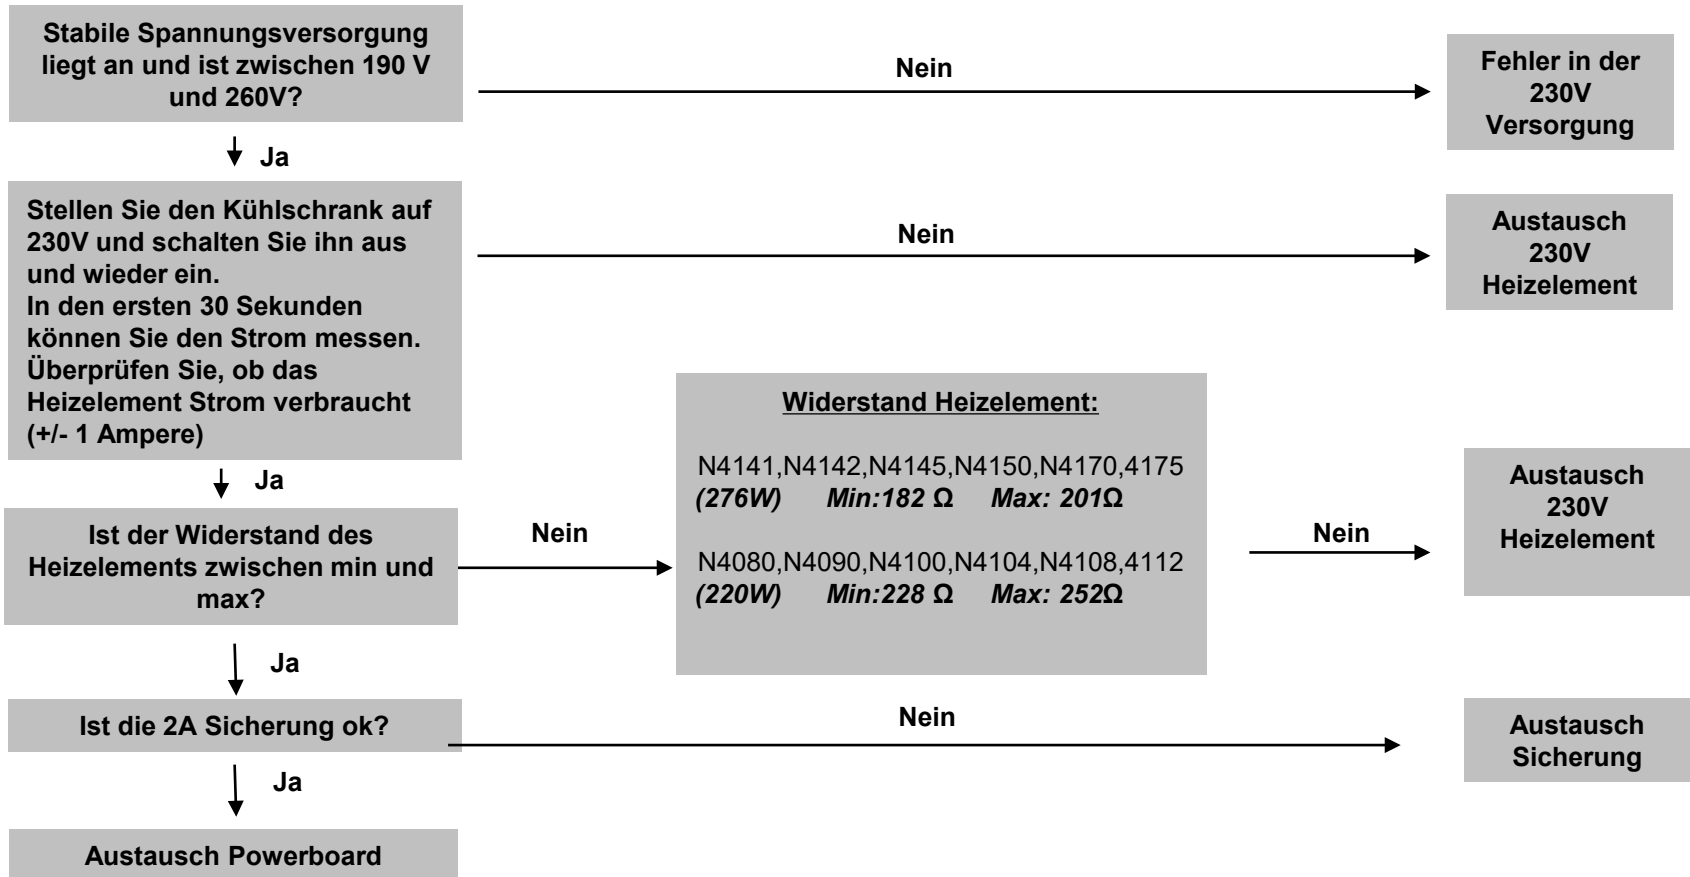 Stabile Spannungsversorgung
liegt an und ist zwischen 190 V
und 260V?
Nein
Fehler in der
230V
Versorgung
Ja
Stellen Sie den Kühlschrank auf
230V und schalten Sie ihn aus
und wieder ein.
In den ersten 30 Sekunden
können Sie den Strom messen.
Überprüfen Sie, ob das
Heizelement Strom verbraucht
(+/- 1 Ampere)
Nein
Austausch
230V
Heizelement
Ja
Ist der Widerstand des
Heizelements zwischen min und
max?
Nein
Widerstand Heizelement:
N4141,N4142,N4145,N4150,N4170,4175
(276W) Min:182 Ω Max: 201Ω
N4080,N4090,N4100,N4104,N4108,4112
(220W) Min:228 Ω Max: 252Ω
Nein
Austausch
230V
Heizelement
Ja
Ist die 2A Sicherung ok?
Nein
Austausch
Sicherung
Ja
Austausch Powerboard